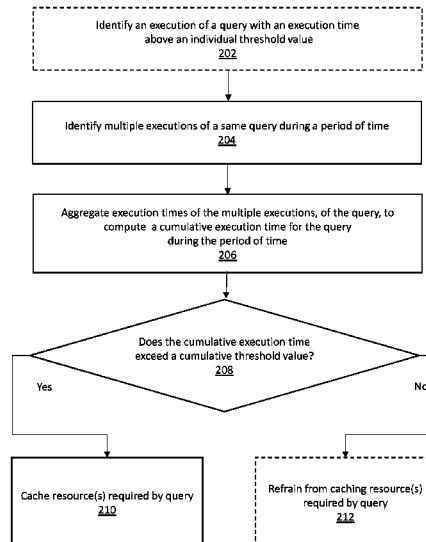 Identify an execution of a query with an execution time
above an individual threshold value
202
Identify multiple executions of a same query during a period of time
204
Aggregate execution times of the multiple executions, of the query, to
compute a cumulative execution time for the query
during the period of time
206
Does the cumulative execution time
exceed a cumulative threshold value?
208
Yes
No
Cache resource(s) required by query
210
Refrain from caching resource(s)
required by query
212